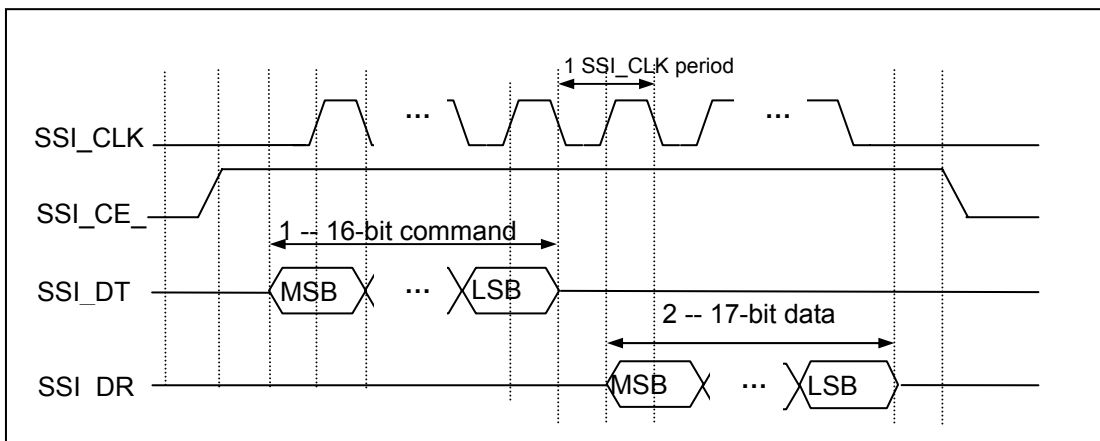 1 SSI_CLK period
...
...
SSI_CLK
SSI_CE_
1 -- 16-bit command
SSI_DT
MSB
...
LSB
2 -- 17-bit data
SSI_DR
MSB
...
LSB